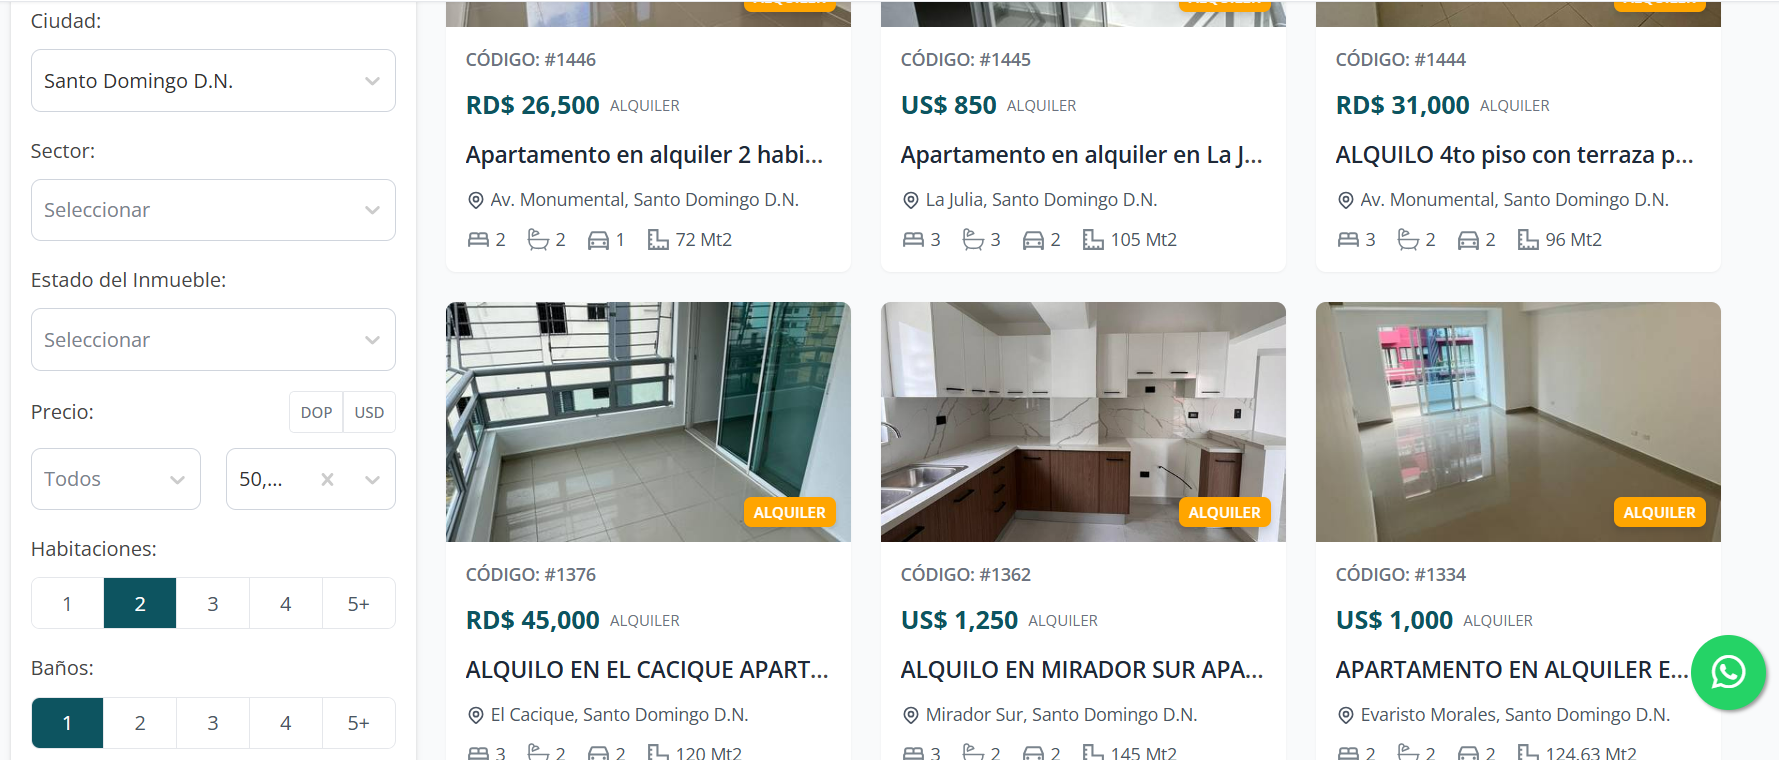 Ciudad:
Santo Domingo D.N.
Sector:
Seleccionar
Estado del Inmueble:
Seleccionar
Precio:
DOP
USD
Todos
50,...
Habitaciones:
1
2
3
4
5+
Baños:
1
2
3
4
5+
ALQUILER
CÓDIGO: #1446
RD$ 26,500 ALQUILER
Apartamento en alquiler 2 habi...
Av. Monumental, Santo Domingo D.N.
2 2 1 72 Mt2
ALQUILER
CÓDIGO: #1445
US$ 850 ALQUILER
Apartamento en alquiler en La J...
La Julia, Santo Domingo D.N.
3 3 2 105 Mt2
ALQUILER
CÓDIGO: #1444
RD$ 31,000 ALQUILER
ALQUILO 4to piso con terraza p...
Av. Monumental, Santo Domingo D.N.
3 2 2 96 Mt2
ALQUILER
CÓDIGO: #1376
RD$ 45,000 ALQUILER
ALQUILO EN EL CACIQUE APART...
El Cacique, Santo Domingo D.N.
3 2 2 120 Mt2
ALQUILER
CÓDIGO: #1362
US$ 1,250 ALQUILER
ALQUILO EN MIRADOR SUR APA...
Mirador Sur, Santo Domingo D.N.
3 2 2 145 Mt2
ALQUILER
CÓDIGO: #1334
US$ 1,000 ALQUILER
APARTAMENTO EN ALQUILER E...
Evaristo Morales, Santo Domingo D.N.
2 2 2 124.63 Mt2